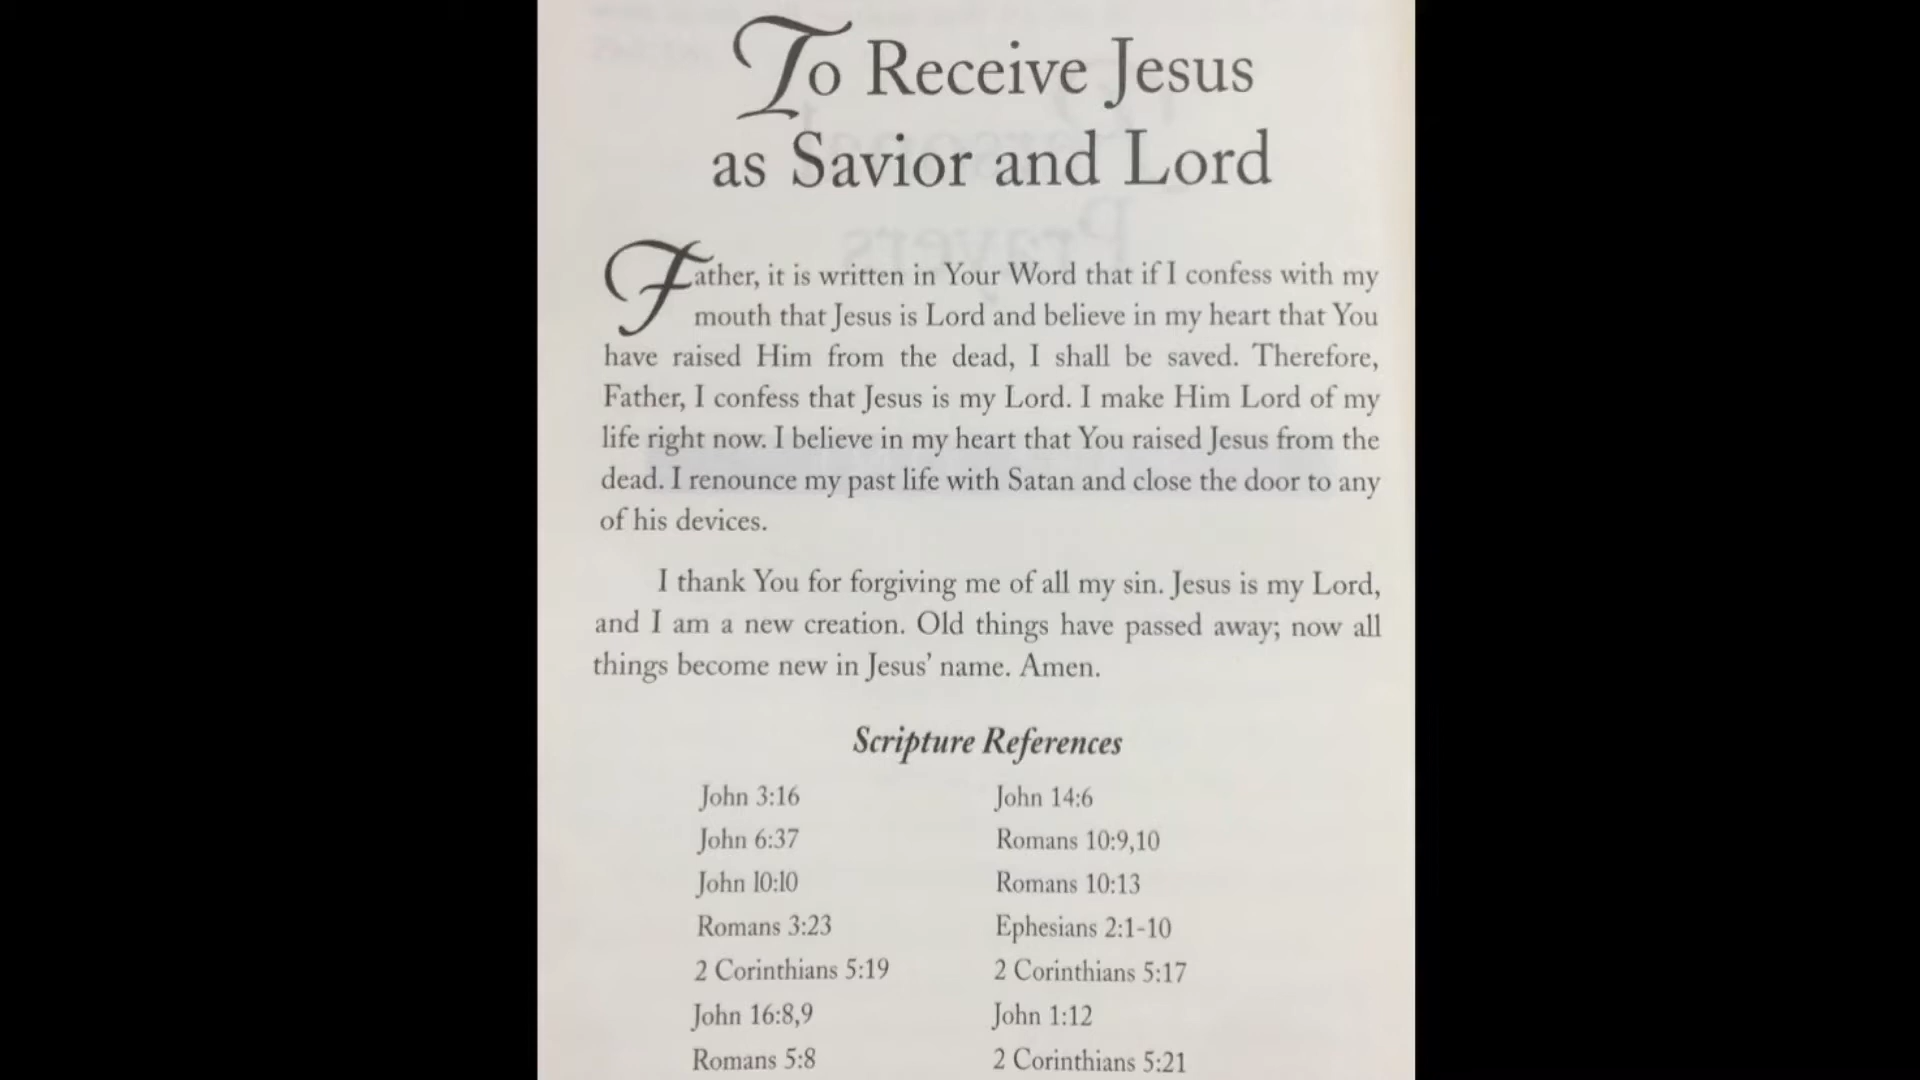 To Receive Jesus
as Savior and Lord
Father, it is written in Your Word that if I confess with my
mouth that Jesus is Lord and believe in my heart that You
have raised Him from the dead, I shall be saved. Therefore,
Father, I confess that Jesus is my Lord. I make Him Lord of my
life right now. I believe in my heart that You raised Jesus from the
dead. I renounce my past life with Satan and close the door to any
of his devices.
I thank You for forgiving me of all my sin. Jesus is my Lord,
and I am a new creation. Old things have passed away; now all
things become new in Jesus’ name. Amen.
Scripture References
John 3:16 John 14:6
John 6:37 Romans 10:9,10
John 10:10 Romans 10:13
Romans 3:23 Ephesians 2:1-10
2 Corinthians 5:19 2 Corinthians 5:17
John 16:8,9 John 1:12
Romans 5:8 2 Corinthians 5:21